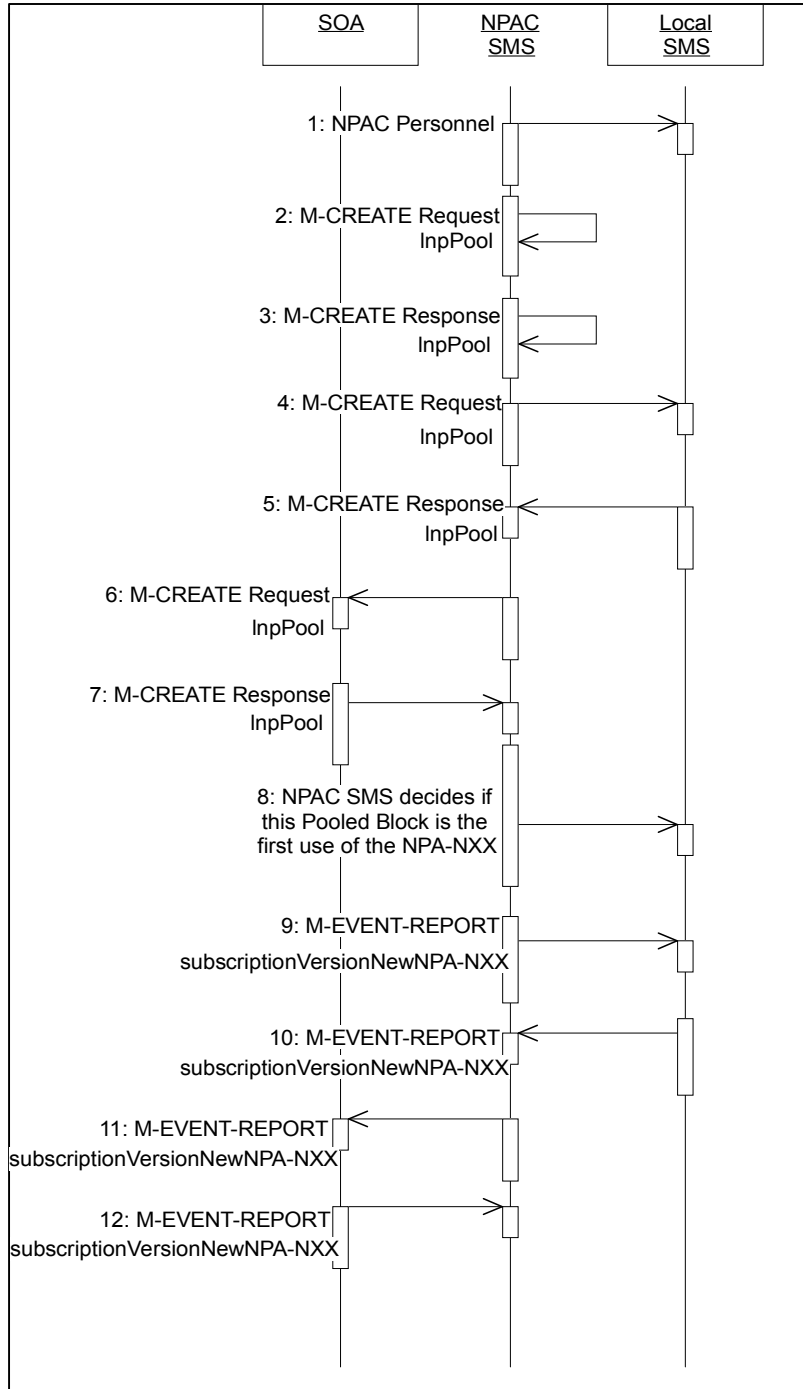 SOA
NPAC
SMS
Local
SMS
1: NPAC Personnel
2: M-CREATE Request
lnpPool
3: M-CREATE Response
lnpPool
4: M-CREATE Request
lnpPool
5: M-CREATE Response
lnpPool
6: M-CREATE Request
lnpPool
7: M-CREATE Response
lnpPool
8: NPAC SMS decides if
this Pooled Block is the
first use of the NPA-NXX
9: M-EVENT-REPORT
subscriptionVersionNewNPA-NXX
10: M-EVENT-REPORT
subscriptionVersionNewNPA-NXX
11: M-EVENT-REPORT
subscriptionVersionNewNPA-NXX
12: M-EVENT-REPORT
subscriptionVersionNewNPA-NXX